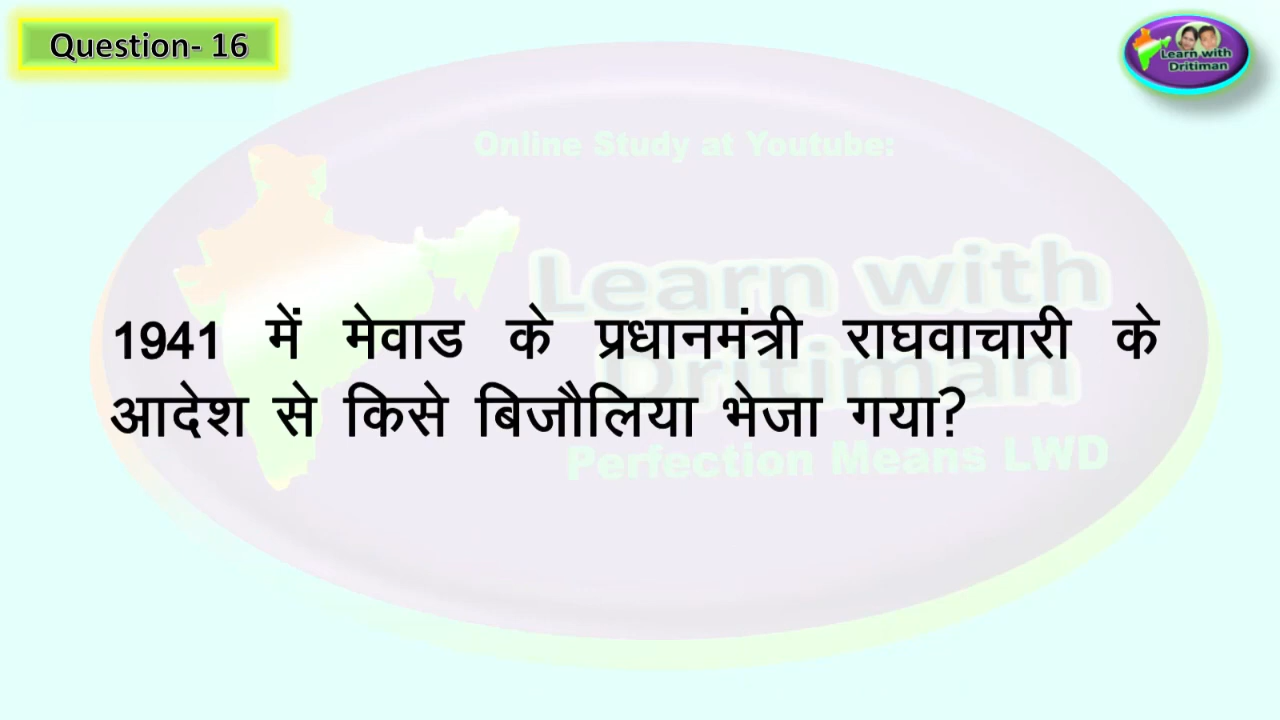 Question- 16
Learn with
Dritiman
Online Study at Youtube:
Learn with
Dritiman
Perfection Means LWD
1941 में मेवाड के प्रधानमंत्री राघवाचारी के
आदेश से किसे बिजौलिया भेजा गया?